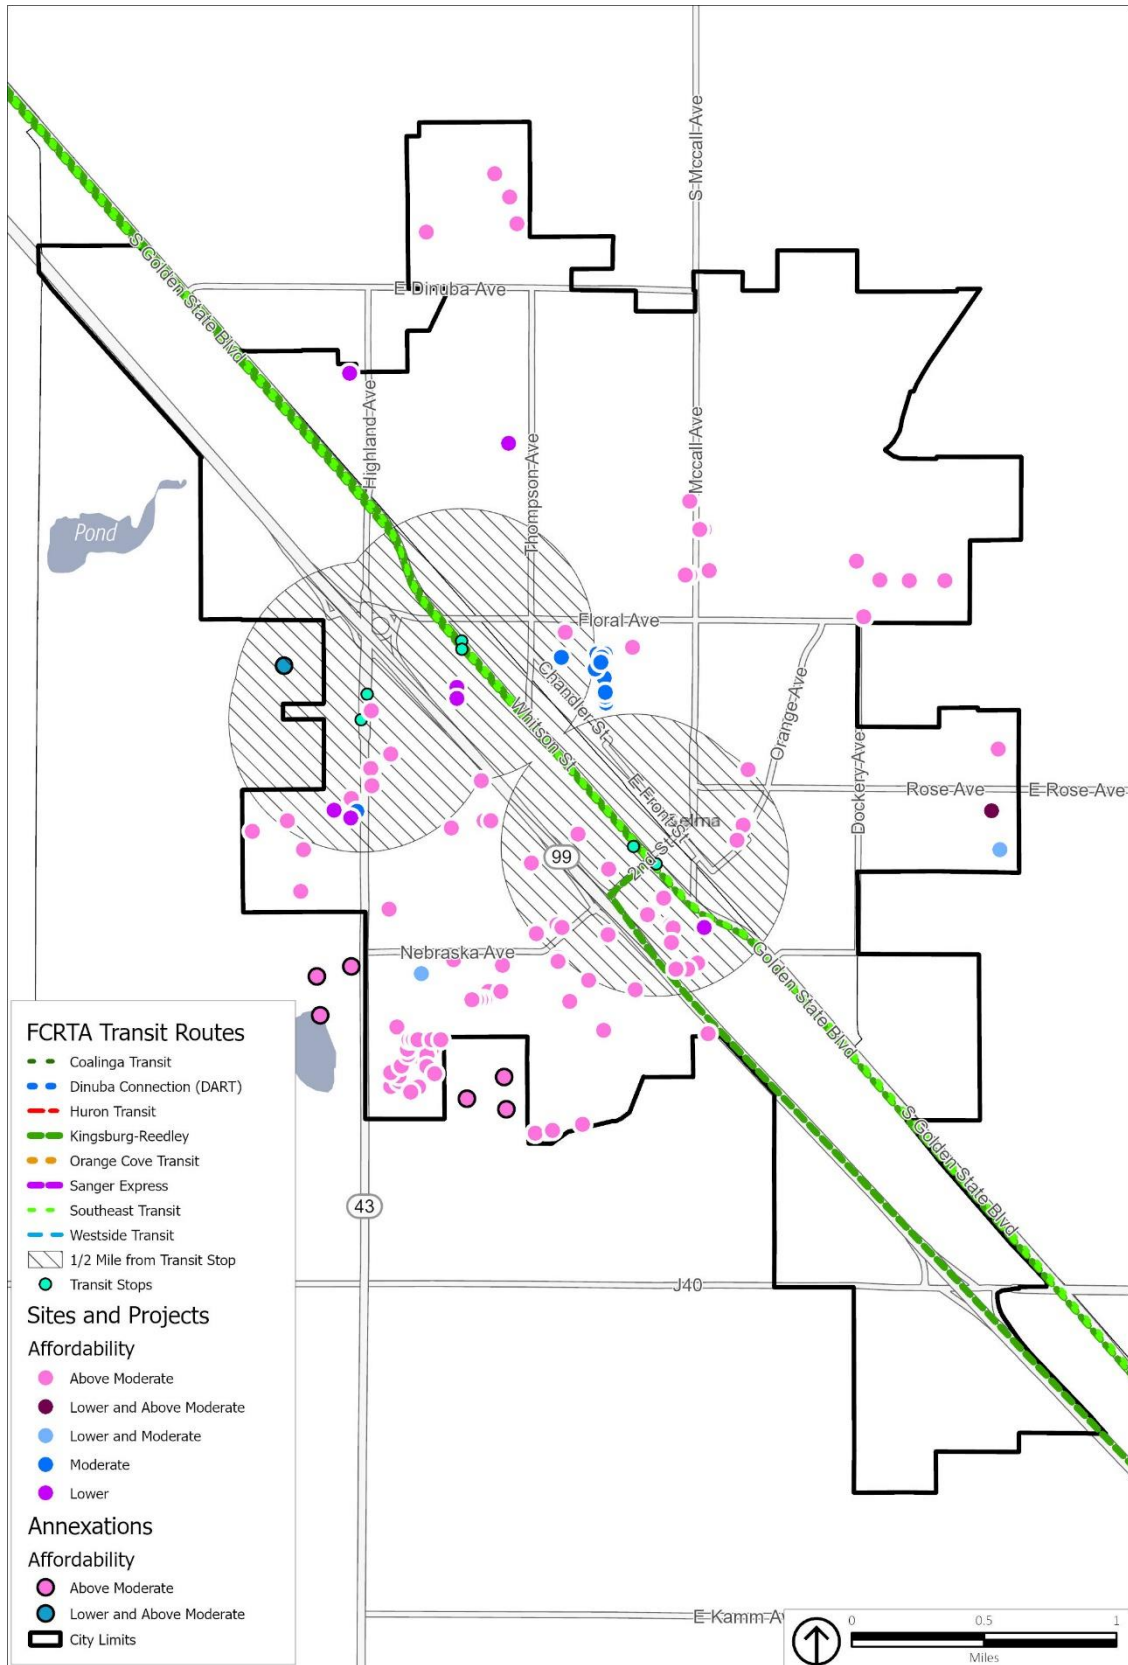 S Mccall Ave
S Golden State Blvd
E Dinuba Ave
Highland Ave
Thompson Ave
Mccall Ave
Pond
Floral Ave
Chandler St
Orange Ave
Whitson St
E Front St
Dockery Ave
Rose Ave
E Rose Ave
Selma
2nd St
99
Nebraska Ave
Golden State Blvd
S Golden State Blvd
43
J40
E Kamm Av
FCRTA Transit Routes
Coalinga Transit
Dinuba Connection (DART)
Huron Transit
Kingsburg-Reedley
Orange Cove Transit
Sanger Express
Southeast Transit
Westside Transit
1/2 Mile from Transit Stop
Transit Stops
Sites and Projects
Affordability
Above Moderate
Lower and Above Moderate
Lower and Moderate
Moderate
Lower
Annexations
Affordability
Above Moderate
Lower and Above Moderate
City Limits
0 0.5 1
Miles